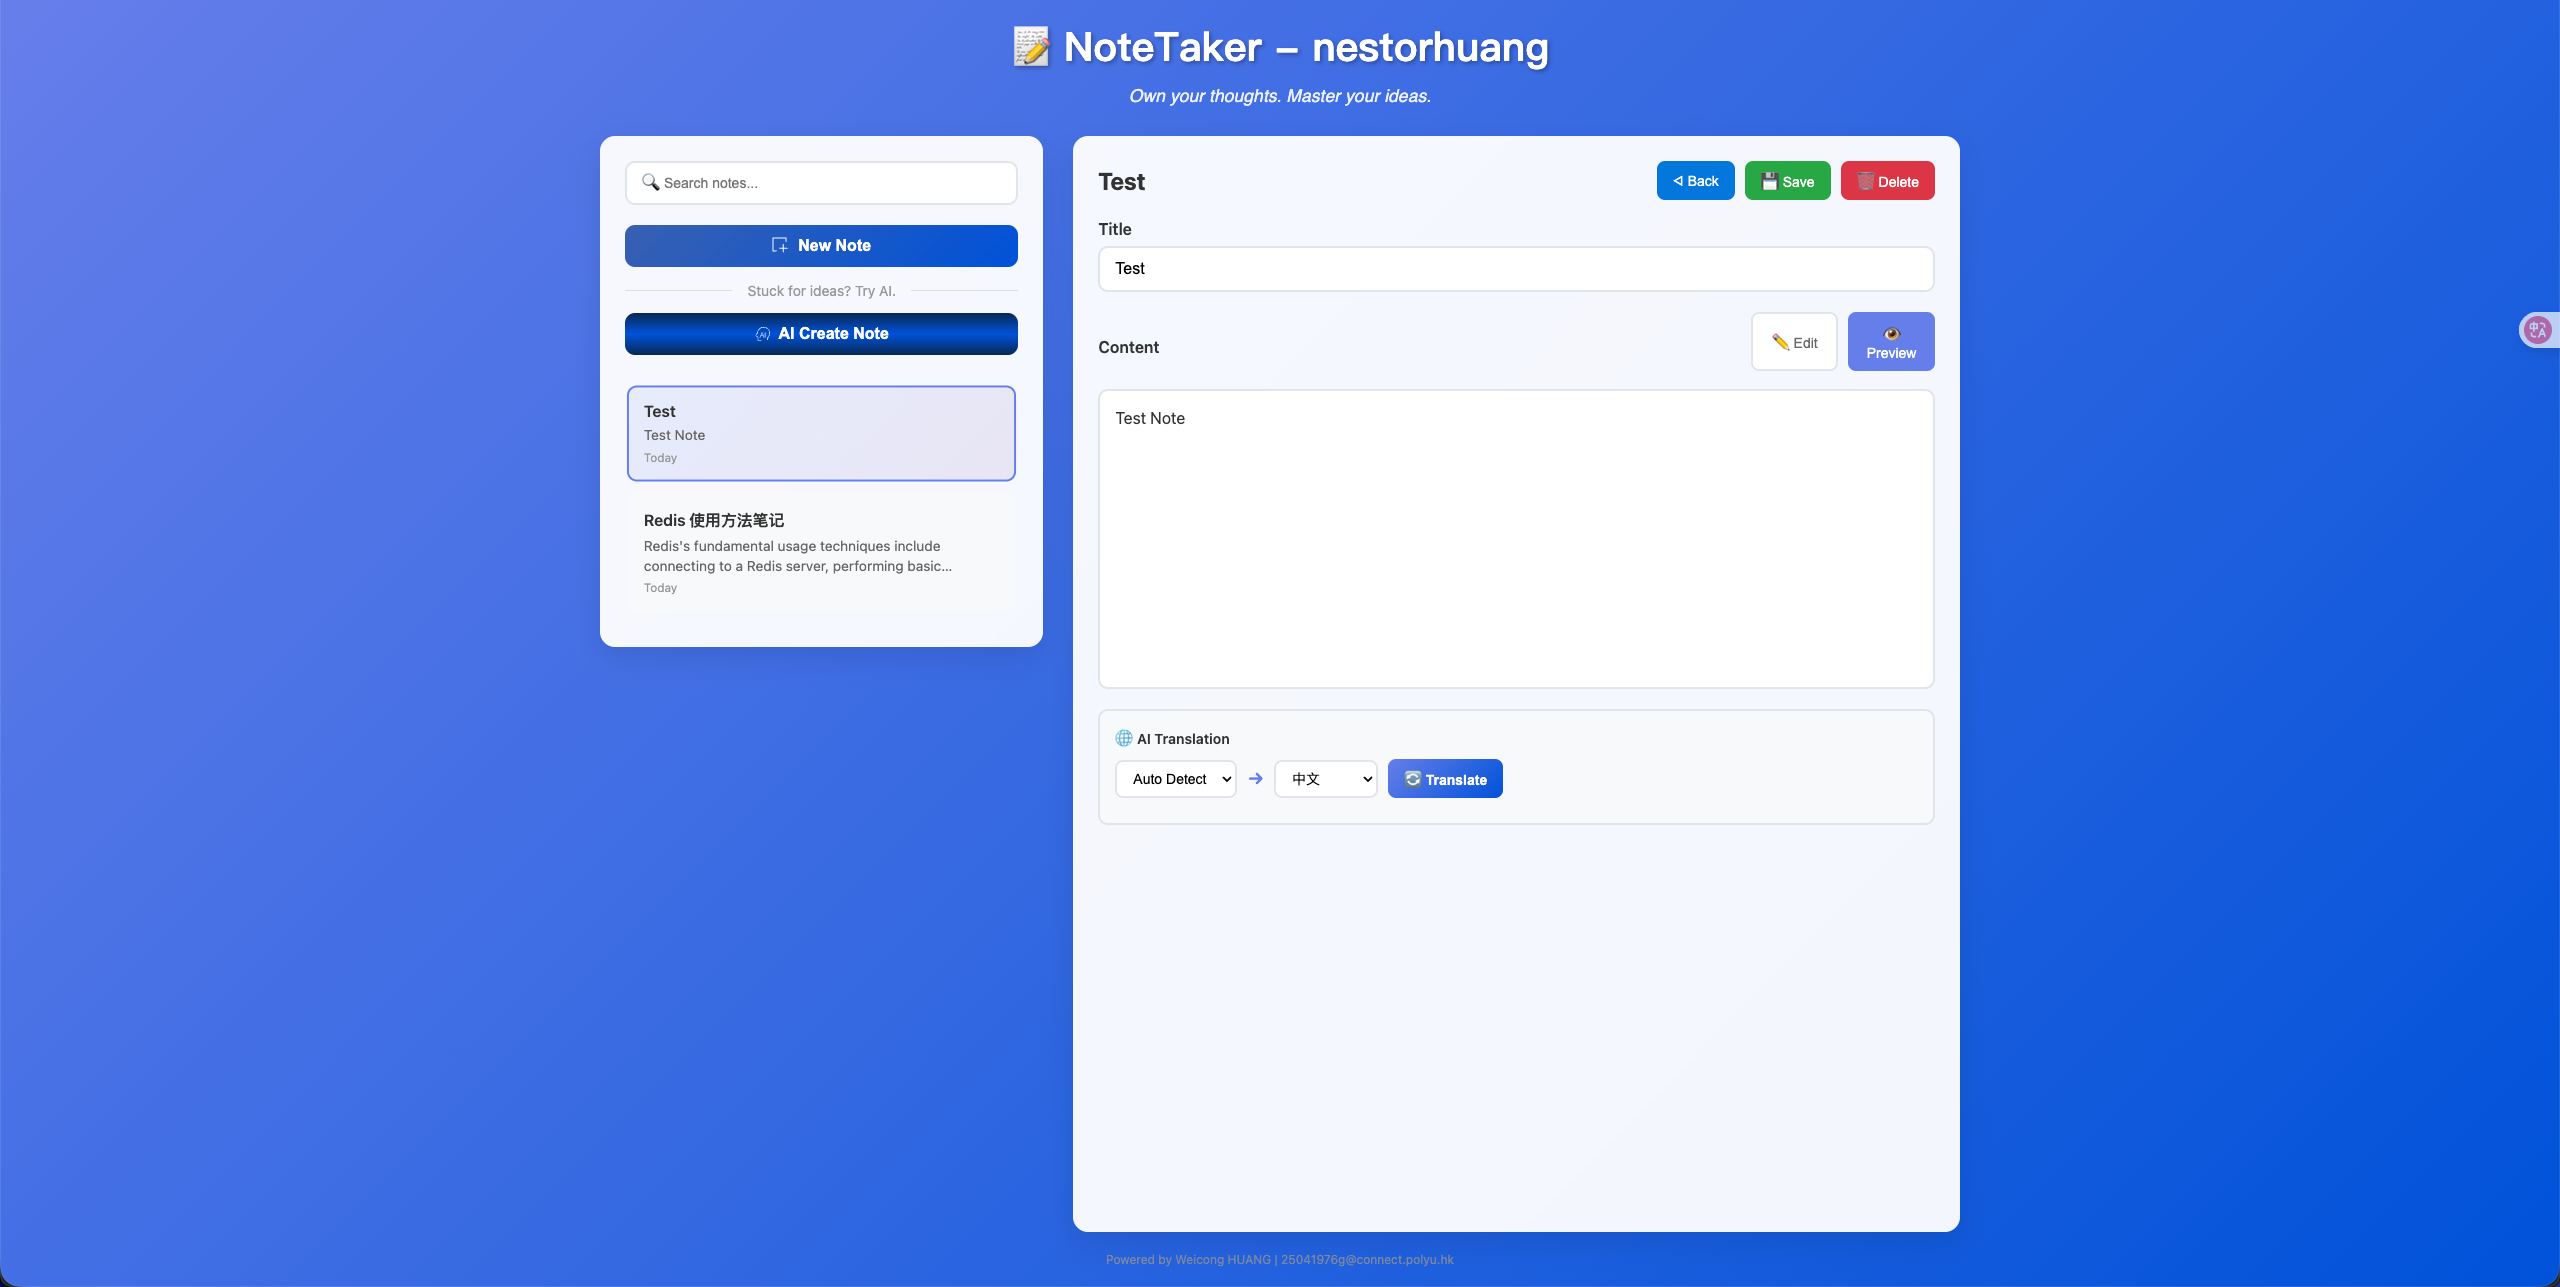 NoteTaker – nestorhuang
Own your thoughts. Master your ideas.
Search notes...
New Note
Stuck for ideas? Try AI.
AI Create Note
Test
Test Note
Today
Redis 使用方法笔记
Redis's fundamental usage techniques include
connecting to a Redis server, performing basic...
Today
Test
Back
Save
Delete
Title
Test
Content
Edit
Preview
Test Note
AI Translation
Auto Detect
中文
Translate
Powered by Weicong HUANG | 25041976g@connect.polyu.hk